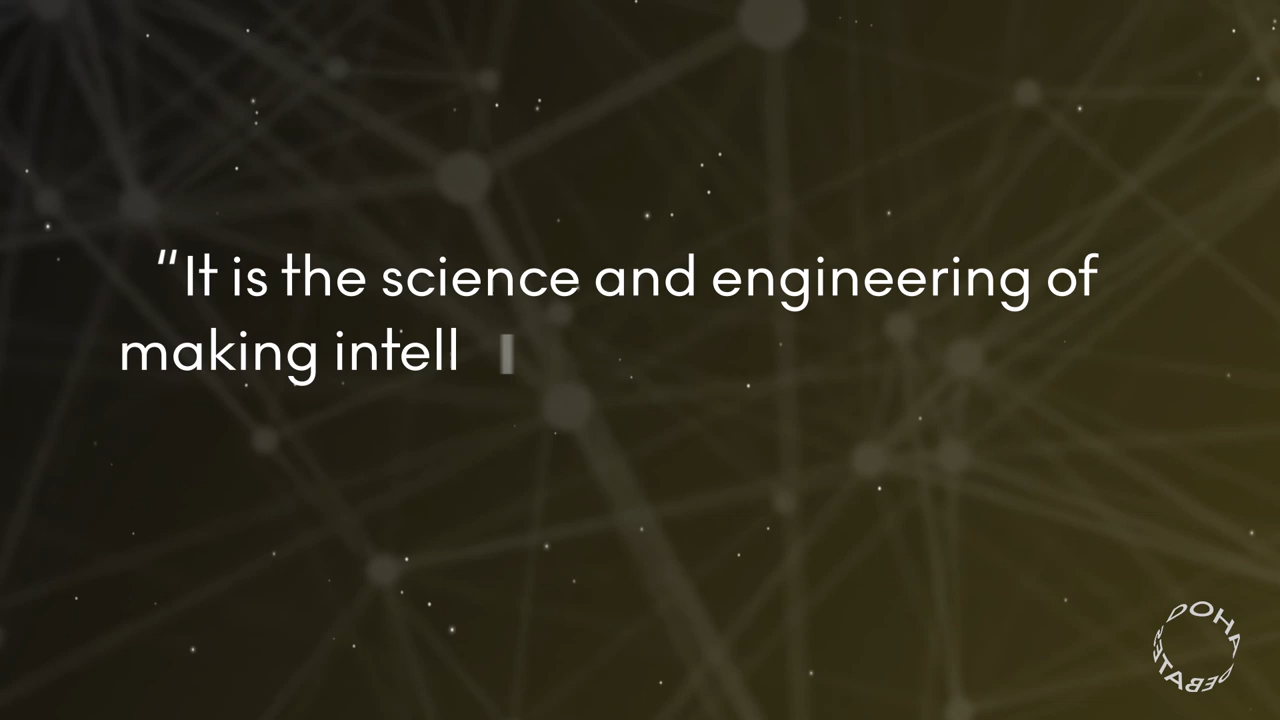 “It is the science and engineering of
making intell
DOHA DEBATES